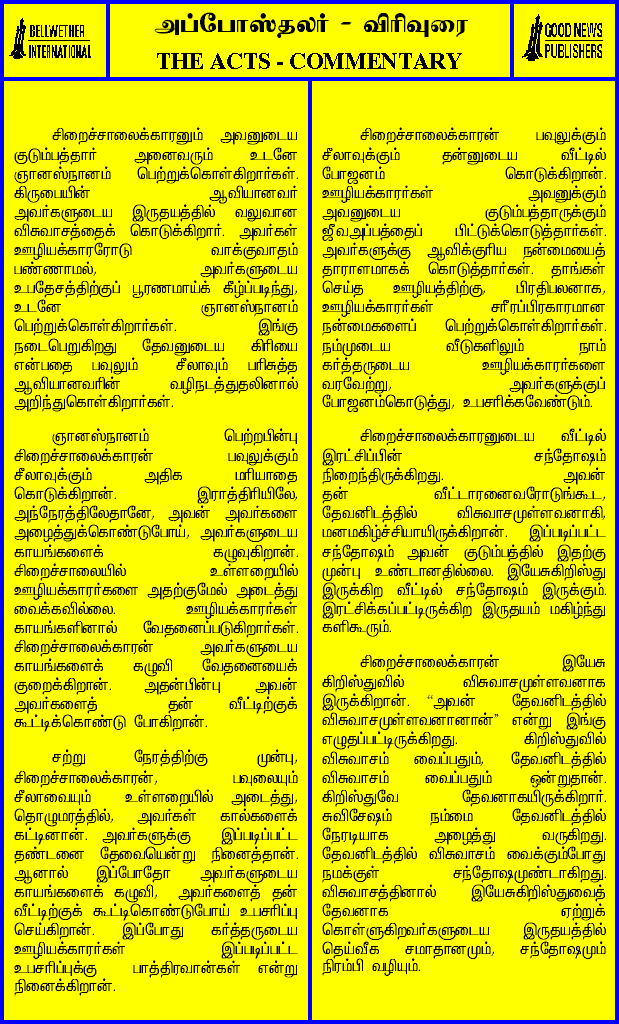 BELLWETHER
INTERNATIONAL
அப்போஸ்தலர் - விரிவுரை
THE ACTS - COMMENTARY
GOOD NEWS
PUBLISHERS
சிறைச்சாலைக்காரனும் அவனுடைய
குடும்பத்தார் அனைவரும் உடனே
ஞானஸ்நானம் பெற்றுக்கொள்கிறார்கள்.
கிருபையின் ஆவியானவர்
அவர்களுடைய இருதயத்தில் வலுவான
விசுவாசத்தைக் கொடுக்கிறார். அவர்கள்
ஊழியக்காரரோடு வாக்குவாதம்
பண்ணாமல், அவர்களுடைய
உபதேசத்திற்குப் பூரணமாய்க் கீழ்ப்படிந்து,
உடனே ஞானஸ்நானம்
பெற்றுக்கொள்கிறார்கள். இங்கு
நடைபெறுகிறது தேவனுடைய கிரியை
என்பதை பவுலும் சீலாவும் பரிசுத்த
ஆவியானவரின் வழிநடத்துதலினால்
அறிந்துகொள்கிறார்கள்.
ஞானஸ்நானம் பெற்றபின்பு
சிறைச்சாலைக்காரன் பவுலுக்கும்
சீலாவுக்கும் அதிக மரியாதை
கொடுக்கிறான். இராத்திரியிலே,
அந்நேரத்திலேதானே, அவன் அவர்களை
அழைத்துக்கொண்டுபோய், அவர்களுடைய
காயங்களைக் கழுவுகிறான்.
சிறைச்சாலையில் உள்ளறையில்
ஊழியக்காரர்களை அதற்குமேல் அடைத்து
வைக்கவில்லை. ஊழியக்காரர்கள்
காயங்களினால் வேதனைப்படுகிறார்கள்.
சிறைச்சாலைக்காரன் அவர்களுடைய
காயங்களைக் கழுவி வேதனையைக்
குறைக்கிறான். அதன்பின்பு அவன்
அவர்களைத் தன் வீட்டிற்குக்
கூட்டிக்கொண்டு போகிறான்.
சற்று நேரத்திற்கு முன்பு,
சிறைச்சாலைக்காரன், பவுலையும்
சீலாவையும் உள்ளறையில் அடைத்து,
தொழுமரத்தில், அவர்கள் கால்களைக்
கட்டினான். அவர்களுக்கு இப்படிப்பட்ட
தண்டனை தேவையென்று நினைத்தான்.
ஆனால் இப்போதோ அவர்களுடைய
காயங்களைக் கழுவி, அவர்களைத் தன்
வீட்டிற்குக் கூட்டிகொண்டுபோய் உபசரிப்பு
செய்கிறான். இப்போது கர்த்தருடைய
ஊழியக்காரர்கள் இப்படிப்பட்ட
உபசரிப்புக்கு பாத்திரவான்கள் என்று
நினைக்கிறான்.
சிறைச்சாலைக்காரன் பவுலுக்கும்
சீலாவுக்கும் தன்னுடைய வீட்டில்
போஜனம் கொடுக்கிறான்.
ஊழியக்காரர்கள் அவனுக்கும்
அவனுடைய குடும்பத்தாருக்கும்
ஜீவஅப்பத்தைப் பிட்டுக்கொடுத்தார்கள்.
அவர்களுக்கு ஆவிக்குரிய நன்மையைத்
தாராளமாகக் கொடுத்தார்கள். தாங்கள்
செய்த ஊழியத்திற்கு, பிரதிபலனாக,
ஊழியக்காரர்கள் சரீரப்பிரகாரமான
நன்மைகளைப் பெற்றுக்கொள்கிறார்கள்.
நம்முடைய வீடுகளிலும் நாம்
கர்த்தருடைய ஊழியக்காரர்களை
வரவேற்று, அவர்களுக்குப்
போஜனம்கொடுத்து, உபசரிக்கவேண்டும்.
சிறைச்சாலைக்காரனுடைய வீட்டில்
இரட்சிப்பின் சந்தோஷம்
நிறைந்திருக்கிறது. அவன்
தன் வீட்டாரனைவரோடுங்கூட,
தேவனிடத்தில் விசுவாசமுள்ளவனாகி,
மனமகிழ்ச்சியாயிருக்கிறான். இப்படிப்பட்ட
சந்தோஷம் அவன் குடும்பத்தில் இதற்கு
முன்பு உண்டானதில்லை. இயேசுகிறிஸ்து
இருக்கிற வீட்டில் சந்தோஷம் இருக்கும்.
இரட்சிக்கப்பட்டிருக்கிற இருதயம் மகிழ்ந்து
களிகூரும்.
சிறைச்சாலைக்காரன் இயேசு
கிறிஸ்துவில் விசுவாசமுள்ளவனாக
இருக்கிறான். “அவன் தேவனிடத்தில்
விசுவாசமுள்ளவனானான்” என்று இங்கு
எழுதப்பட்டிருக்கிறது. கிறிஸ்துவில்
விசுவாசம் வைப்பதும், தேவனிடத்தில்
விசுவாசம் வைப்பதும் ஒன்றுதான்.
கிறிஸ்துவே தேவனாகயிருக்கிறார்.
சுவிசேஷம் நம்மை தேவனிடத்தில்
நேரடியாக அழைத்து வருகிறது.
தேவனிடத்தில் விசுவாசம் வைக்கும்போது
நமக்குள் சந்தோஷமுண்டாகிறது.
விசுவாசத்தினால் இயேசுகிறிஸ்துவைத்
தேவனாக ஏற்றுக்
கொள்ளுகிறவர்களுடைய இருதயத்தில்
தெய்வீக சமாதானமும், சந்தோஷமும்
நிரம்பி வழியும்.